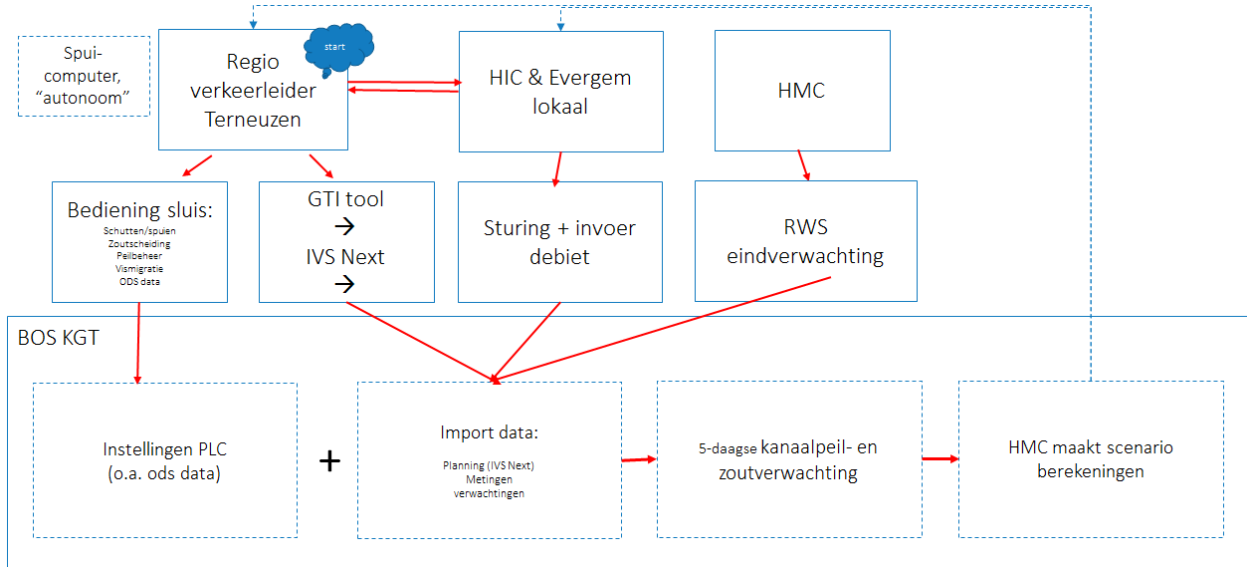 Spui-
computer,
“autonoom”
start
Regio
verkeerleider
Terneuzen
HIC & Evergem
lokaal
HMC
Bediening sluis:
Schutten/spuien
Zoutscheiding
Peilbeheer
Vismigratie
ODS data
GTI tool
→
IVS Next
→
Sturing + invoer
debiet
RWS
eindverwachting
BOS KGT
Instellingen PLC
(o.a. ods data)
+
Import data:
Planning (IVS Next)
Metingen
verwachtingen
5-daagse kanaalpeil- en
zoutverwachting
HMC maakt scenario
berekeningen